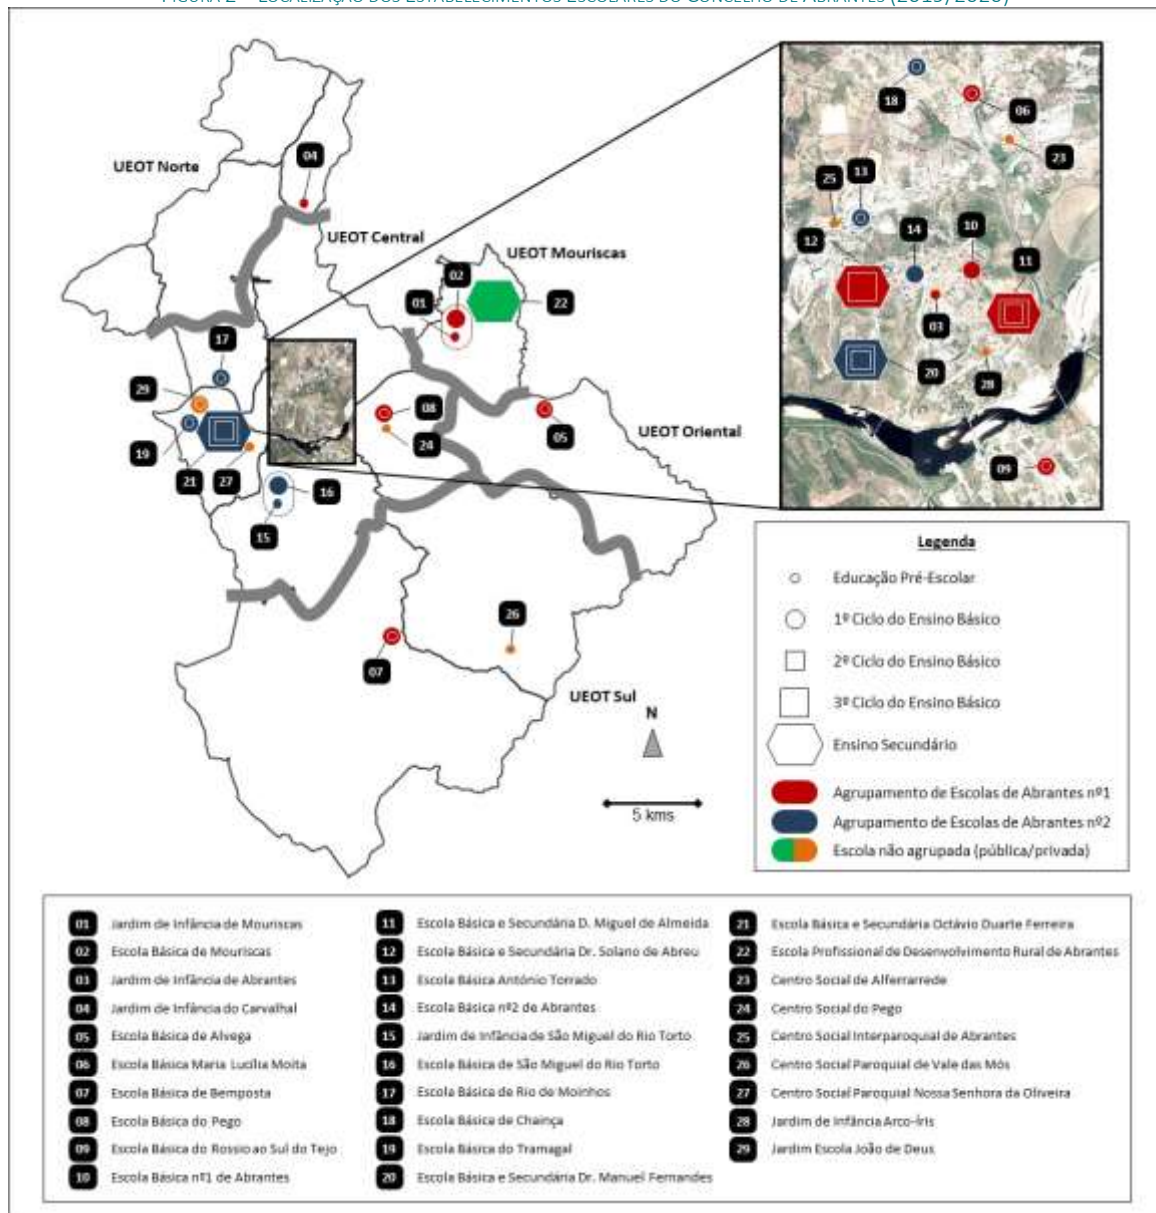 FIGURA 2 – LOCALIZAÇÃO DOS ESTABELECIMENTOS ESCOLARES DO CONCELHO DE ABRANTES (2019/2020)
18
06
23
25
13
14
10
12
11
03
20
28
09
04
UEOT Norte
UEOT Central
UEOT Mouriscas
02
01
22
17
29
08
05
UEOT Oriental
24
19
21
27
16
15
26
07
UEOT Sul
N
5 kms
Legenda
Educação Pré-Escolar
1º Ciclo do Ensino Básico
2º Ciclo do Ensino Básico
3º Ciclo do Ensino Básico
Ensino Secundário
Agrupamento de Escolas de Abrantes nº1
Agrupamento de Escolas de Abrantes nº2
Escola não agrupada (pública/privada)
01 Jardim de Infância de Mouriscas
02 Escola Básica de Mouriscas
03 Jardim de Infância de Abrantes
04 Jardim de Infância do Carvalhal
05 Escola Básica de Alvega
06 Escola Básica Maria Lucília Moita
07 Escola Básica de Bemposta
08 Escola Básica do Pego
09 Escola Básica do Rossio ao Sul do Tejo
10 Escola Básica nº1 de Abrantes
11 Escola Básica e Secundária D. Miguel de Almeida
12 Escola Básica e Secundária Dr. Solano de Abreu
13 Escola Básica António Torrado
14 Escola Básica nº2 de Abrantes
15 Jardim de Infância de São Miguel do Rio Torto
16 Escola Básica de São Miguel do Rio Torto
17 Escola Básica de Rio de Moinhos
18 Escola Básica de Chainça
19 Escola Básica do Tramagal
20 Escola Básica e Secundária Dr. Manuel Fernandes
21 Escola Básica e Secundária Octávio Duarte Ferreira
22 Escola Profissional de Desenvolvimento Rural de Abrantes
23 Centro Social de Alferrarrede
24 Centro Social do Pego
25 Centro Social Interparoquial de Abrantes
26 Centro Social Paroquial de Vale das Mós
27 Centro Social Paroquial Nossa Senhora da Oliveira
28 Jardim de Infância Arco-Íris
29 Jardim Escola João de Deus